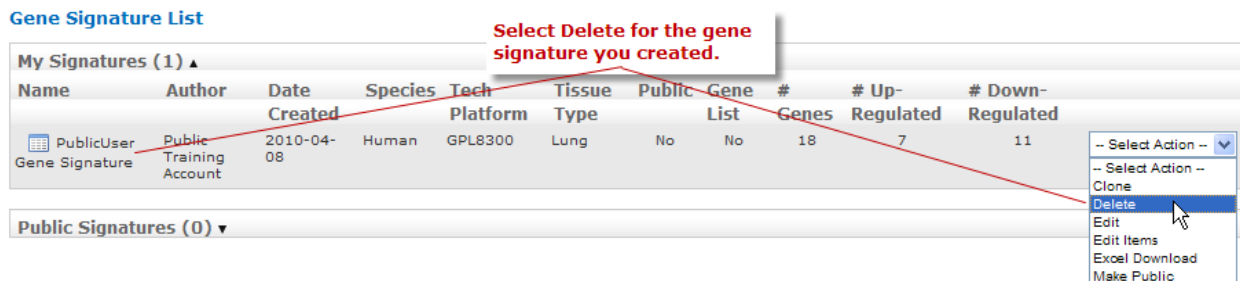 Gene Signature List
Select Delete for the gene
signature you created.
My Signatures (1) ▲
Name Author Date Species Tech Tissue Public Gene # # Up- # Down-
Created Platform Type List Genes Regulated Regulated
PublicUser Public 2010-04- Human GPL8300 Lung No No 18 7 11 -- Select Action --
Gene Signature Training 08
Account
-- Select Action --
Clone
Delete
Edit
Edit Items
Excel Download
Make Public
Public Signatures (0) ▼